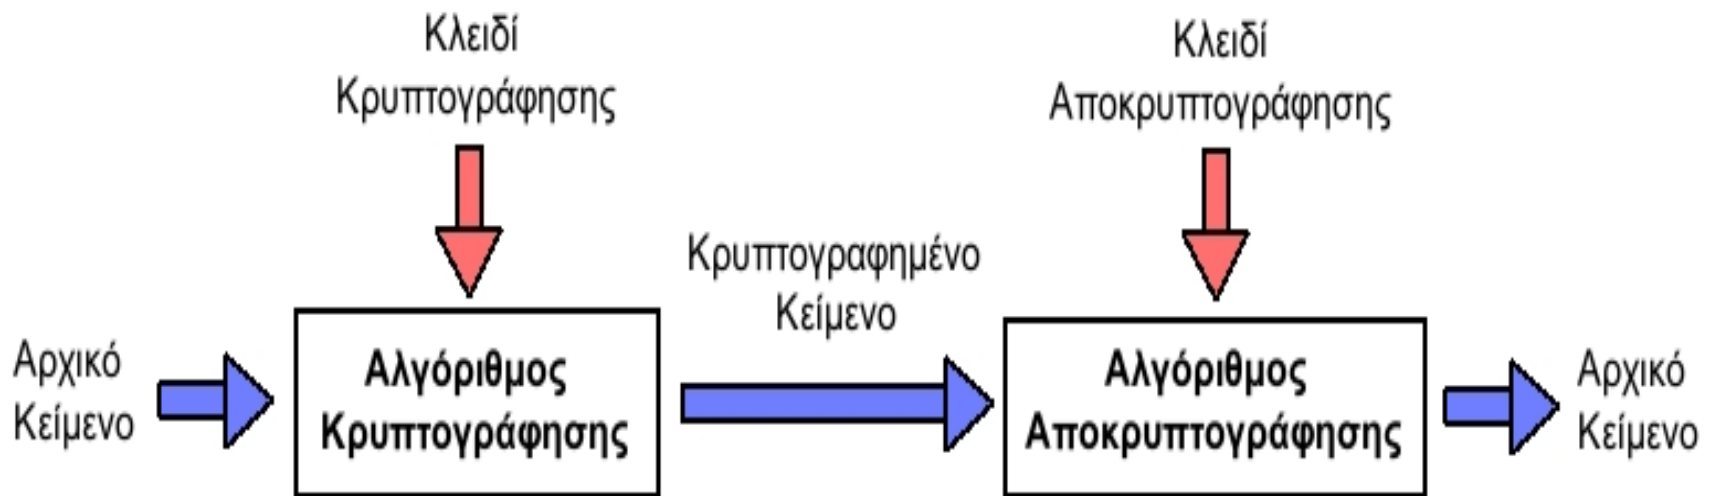 Κλειδί
Κρυπτογράφησης
Κλειδί
Αποκρυπτογράφησης
Αρχικό
Κείμενο
Αλγόριθμος
Κρυπτογράφησης
Κρυπτογραφημένο
Κείμενο
Αλγόριθμος
Αποκρυπτογράφησης
Αρχικό
Κείμενο